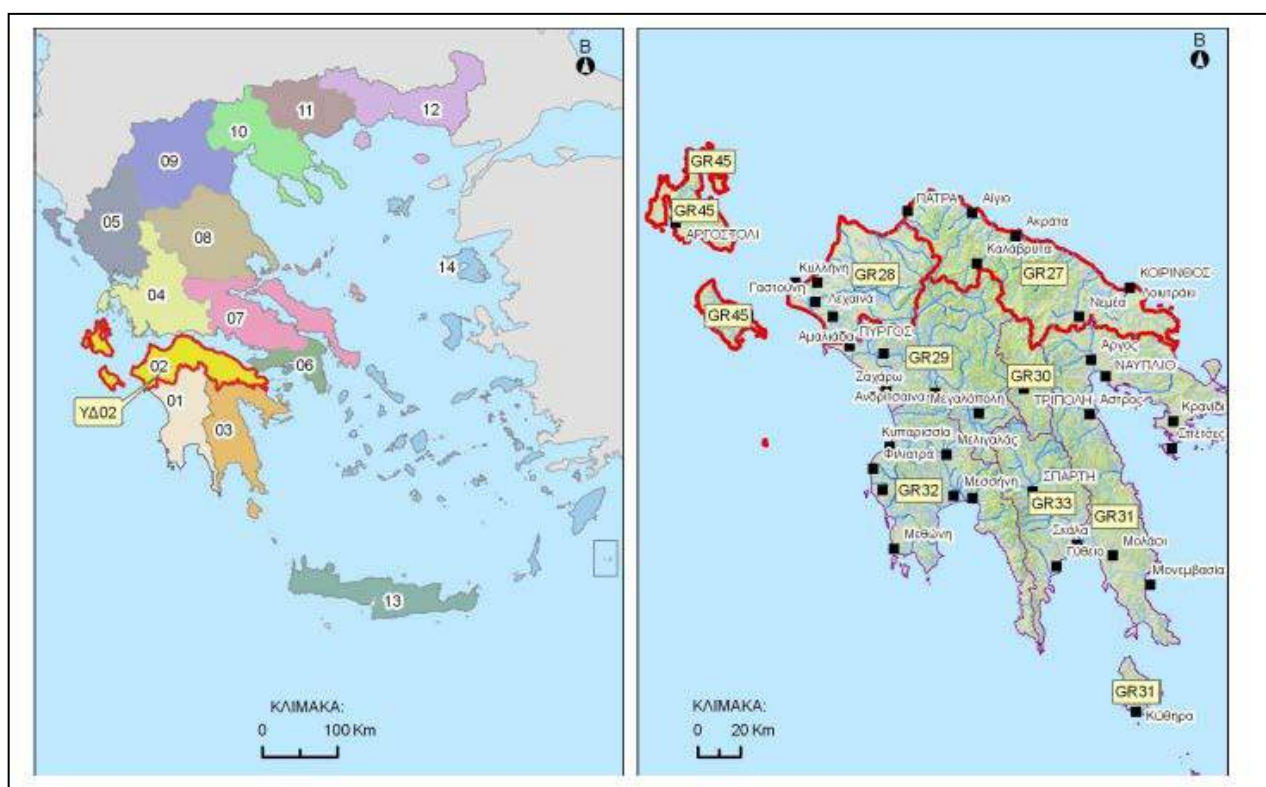 Β
11
12
10
09
05
08
14
04
07
02
06
ΥΔ02
01
03
13
ΚΛΙΜΑΚΑ:
0 100 Km
Β
GR45
GR45
ΑΡΓΟΣΤΟΛΙ
GR45
ΠΑΤΡΑ
Αίγιο
Ακράτα
Καλάβρυτα
GR27
Κυλλήνη
GR28
Γαστούνη
Λεχαινά
ΚΟΡΙΝΘΟΣ
Λουτράκι
Νεμέα
Αμαλιάδα
ΠΥΡΓΟΣ
GR29
Άργος
ΝΑΥΠΛΙΟ
Ζαχάρω
GR30
Ανδρίτσαινα
Μεγαλόπολη
ΤΡΙΠΟΛΗ
Άστρος
Κρανίδι
Σπέτσες
Κυπαρισσία
Μελιγαλάς
Φιλιατρά
GR32
Μεσσήνη
ΣΠΑΡΤΗ
GR33
GR31
Σκάλα
Μολάοι
Μεθώνη
Γύθειο
Μονεμβασία
GR31
Κύθηρα
ΚΛΙΜΑΚΑ:
0 20 Km